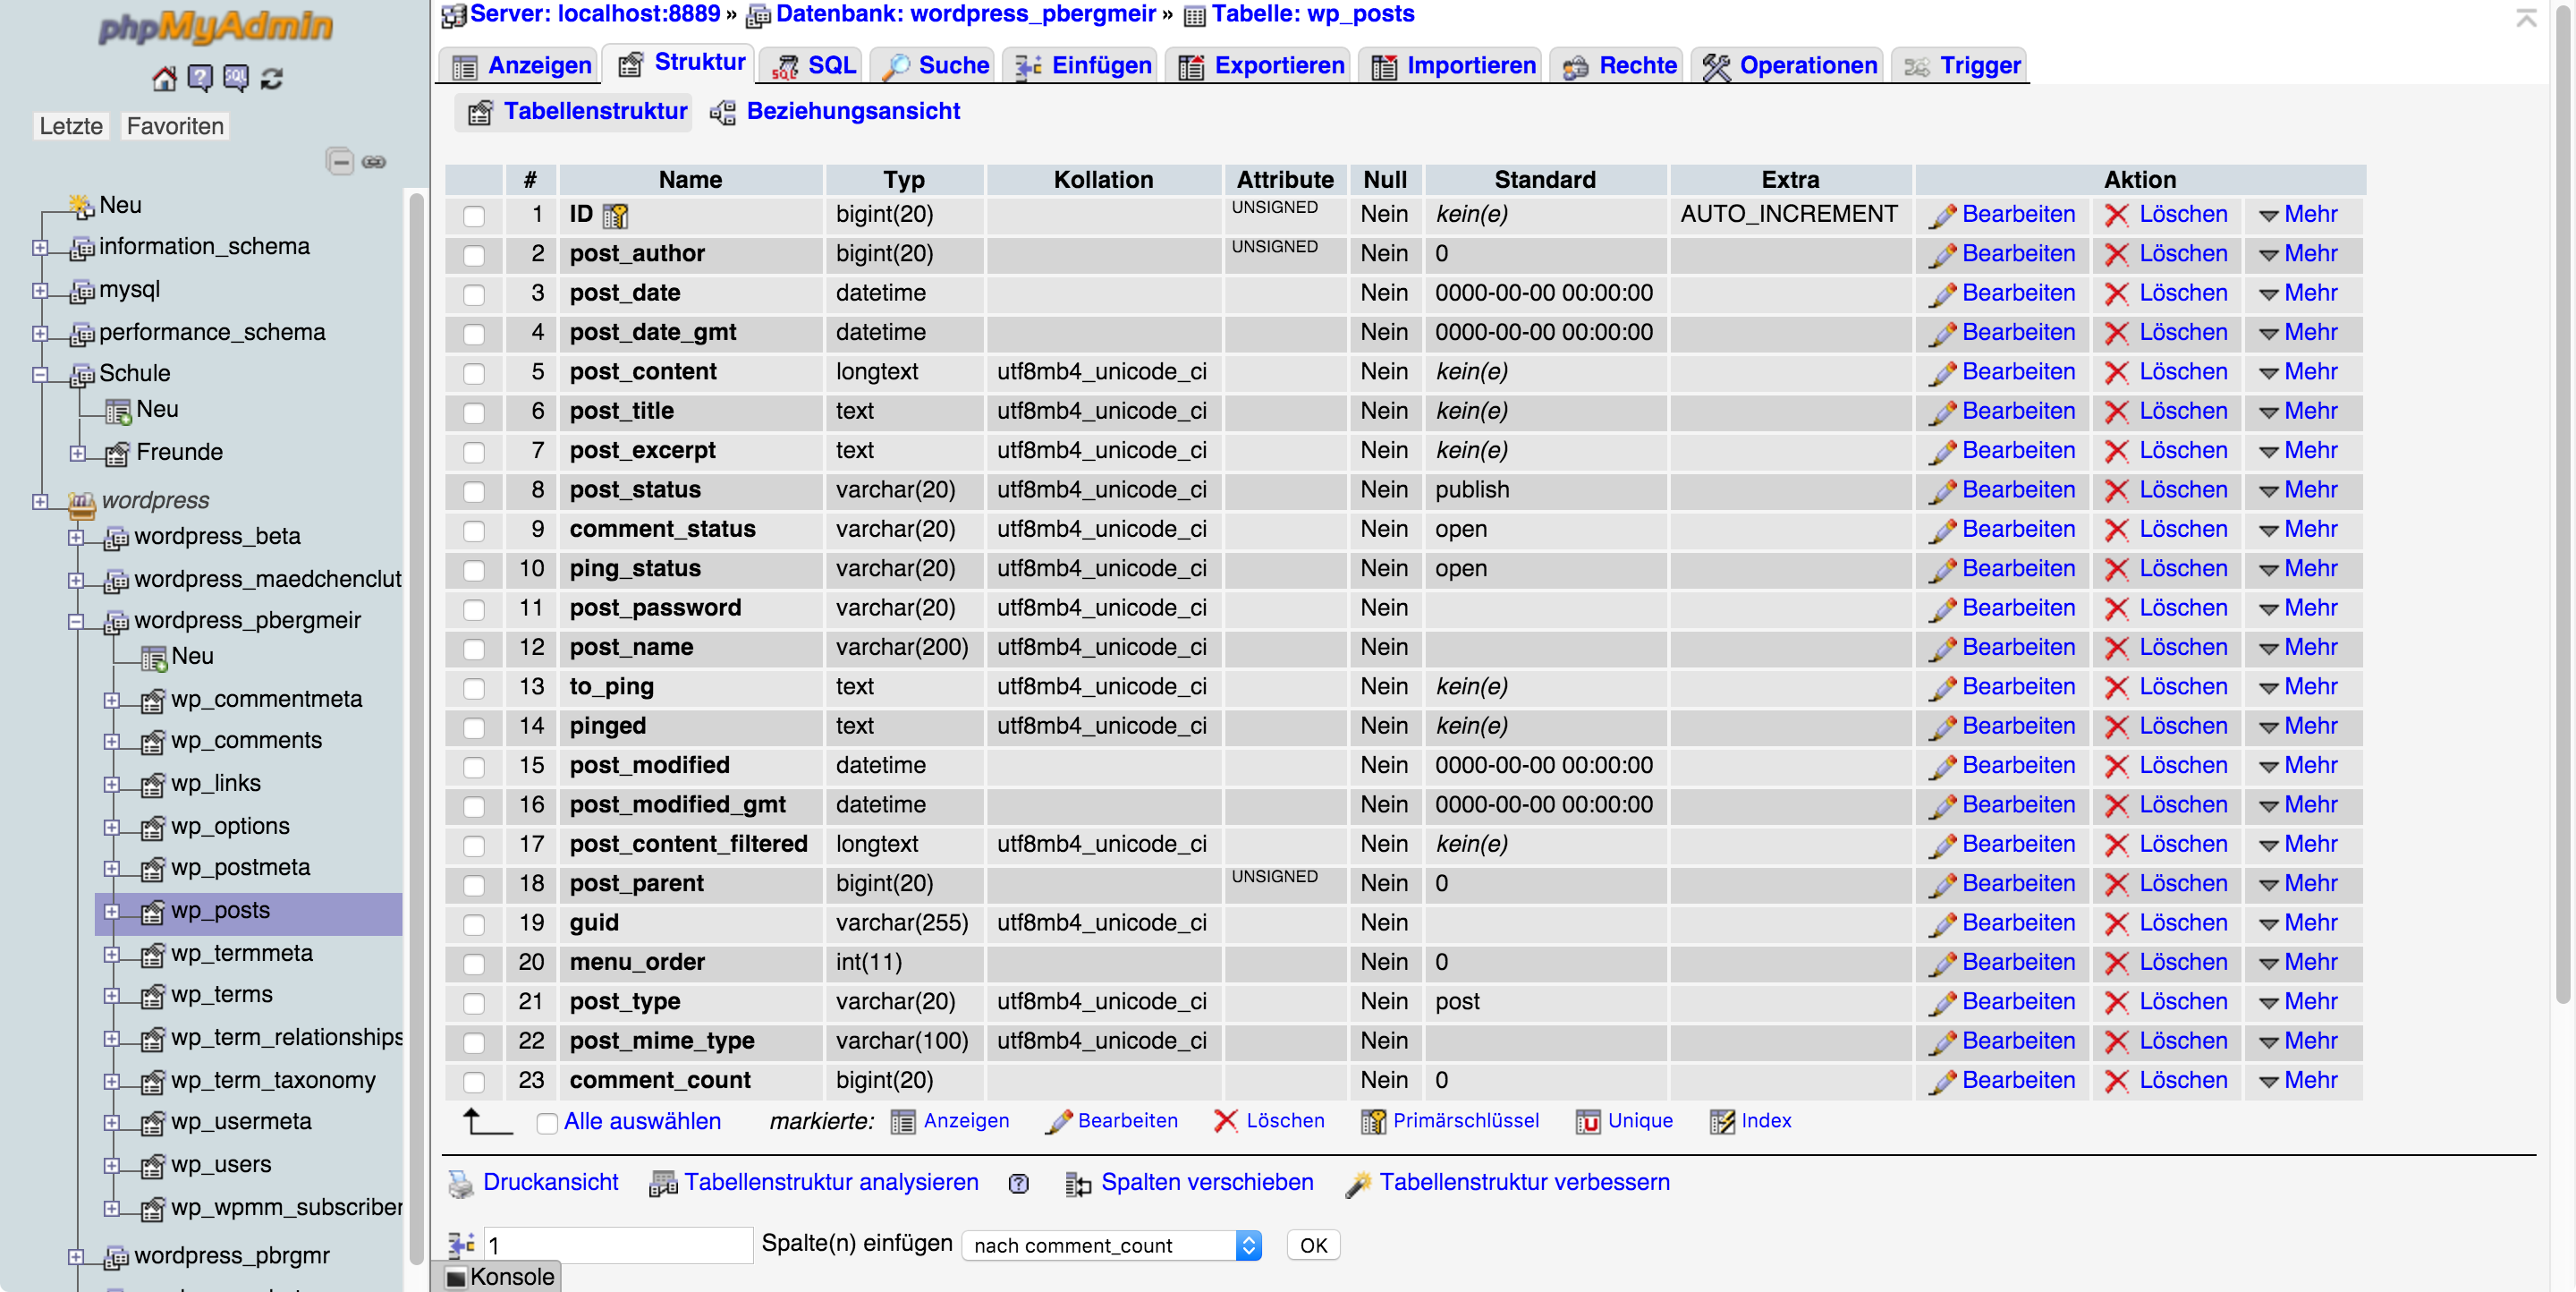 phpMyAdmin
Letzte Favoriten
Neu
information_schema
mysql
performance_schema
Schule
Neu
Freunde
wordpress
wordpress_beta
wordpress_maedchenclut
wordpress_pbergmeir
Neu
wp_commentmeta
wp_comments
wp_links
wp_options
wp_postmeta
wp_posts
wp_termmeta
wp_terms
wp_term_relationships
wp_term_taxonomy
wp_usermeta
wp_users
wp_wpmm_subscriber
wordpress_pbrgmr
Server: localhost:8889 » Datenbank: wordpress_pbergmeir » Tabelle: wp_posts
Anzeigen Struktur SQL Suche Einfügen Exportieren Importieren Rechte Operationen Trigger
Tabellenstruktur Beziehungsansicht
# Name Typ Kollation Attribute Null Standard Extra Aktion
1 ID bigint(20) UNSIGNED Nein kein(e) AUTO_INCREMENT Bearbeiten Löschen Mehr
2 post_author bigint(20) UNSIGNED Nein 0 Bearbeiten Löschen Mehr
3 post_date datetime Nein 0000-00-00 00:00:00 Bearbeiten Löschen Mehr
4 post_date_gmt datetime Nein 0000-00-00 00:00:00 Bearbeiten Löschen Mehr
5 post_content longtext utf8mb4_unicode_ci Nein kein(e) Bearbeiten Löschen Mehr
6 post_title text utf8mb4_unicode_ci Nein kein(e) Bearbeiten Löschen Mehr
7 post_excerpt text utf8mb4_unicode_ci Nein kein(e) Bearbeiten Löschen Mehr
8 post_status varchar(20) utf8mb4_unicode_ci Nein publish Bearbeiten Löschen Mehr
9 comment_status varchar(20) utf8mb4_unicode_ci Nein open Bearbeiten Löschen Mehr
10 ping_status varchar(20) utf8mb4_unicode_ci Nein open Bearbeiten Löschen Mehr
11 post_password varchar(20) utf8mb4_unicode_ci Nein Bearbeiten Löschen Mehr
12 post_name varchar(200) utf8mb4_unicode_ci Nein Bearbeiten Löschen Mehr
13 to_ping text utf8mb4_unicode_ci Nein kein(e) Bearbeiten Löschen Mehr
14 pinged text utf8mb4_unicode_ci Nein kein(e) Bearbeiten Löschen Mehr
15 post_modified datetime Nein 0000-00-00 00:00:00 Bearbeiten Löschen Mehr
16 post_modified_gmt datetime Nein 0000-00-00 00:00:00 Bearbeiten Löschen Mehr
17 post_content_filtered longtext utf8mb4_unicode_ci Nein kein(e) Bearbeiten Löschen Mehr
18 post_parent bigint(20) UNSIGNED Nein 0 Bearbeiten Löschen Mehr
19 guid varchar(255) utf8mb4_unicode_ci Nein Bearbeiten Löschen Mehr
20 menu_order int(11) Nein 0 Bearbeiten Löschen Mehr
21 post_type varchar(20) utf8mb4_unicode_ci Nein post Bearbeiten Löschen Mehr
22 post_mime_type varchar(100) utf8mb4_unicode_ci Nein Bearbeiten Löschen Mehr
23 comment_count bigint(20) Nein 0 Bearbeiten Löschen Mehr
Alle auswählen markierte: Anzeigen Bearbeiten Löschen Primärschlüssel Unique Index
Druckansicht Tabellenstruktur analysieren Spalten verschieben Tabellenstruktur verbessern
1 Spalte(n) einfügen nach comment_count OK
Konsole